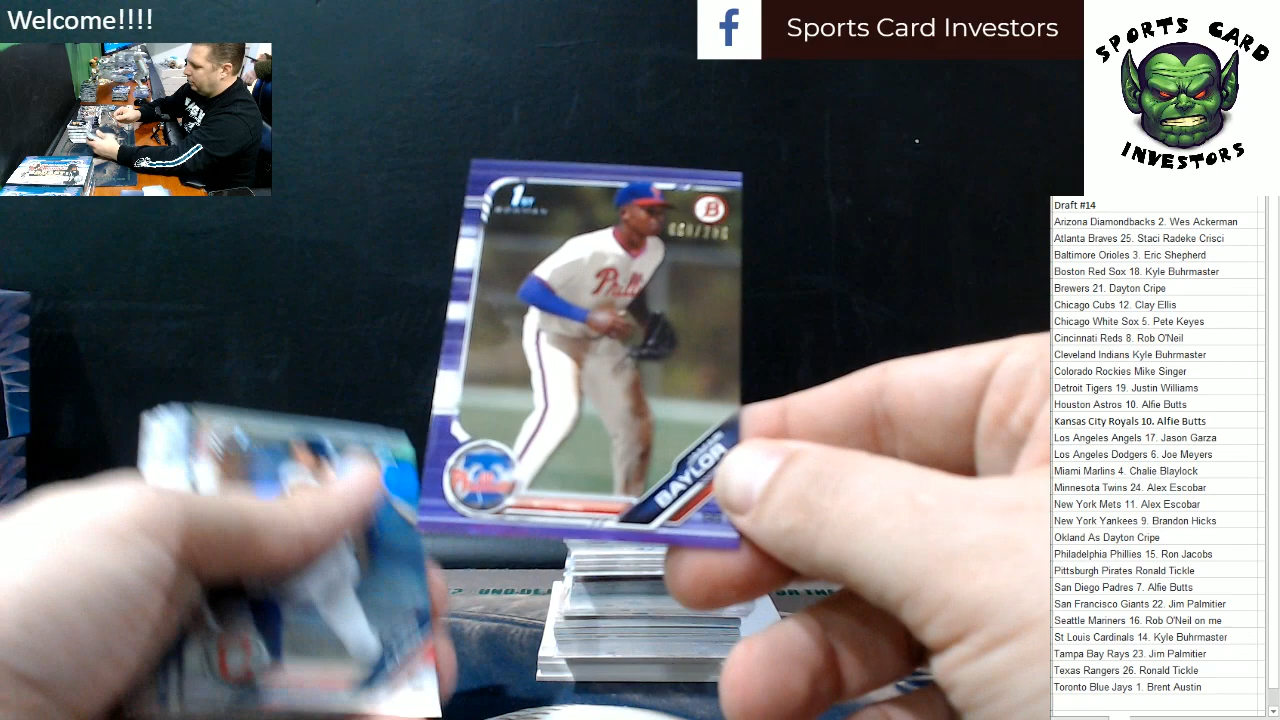 Welcome!!!!
Sports Card Investors
SPORTS CARD
INVESTORS
Draft #14
Arizona Diamondbacks 2. Wes Ackerman
Atlanta Braves 25. Staci Radeke Crisci
Baltimore Orioles 3. Eric Shepherd
Boston Red Sox 18. Kyle Buhrmaster
Brewers 21. Dayton Cripe
Chicago Cubs 12. Clay Ellis
Chicago White Sox 5. Pete Keyes
Cincinnati Reds 8. Rob O'Neil
Cleveland Indians Kyle Buhrmaster
Colorado Rockies Mike Singer
Detroit Tigers 19. Justin Williams
Houston Astros 10. Alfie Butts
Kansas City Royals 10. Alfie Butts
Los Angeles Angels 17. Jason Garza
Los Angeles Dodgers 6. Joe Meyers
Miami Marlins 4. Chalie Blaylock
Minnesota Twins 24. Alex Escobar
New York Mets 11. Alex Escobar
New York Yankees 9. Brandon Hicks
Okland As Dayton Cripe
Philadelphia Phillies 15. Ron Jacobs
Pittsburgh Pirates Ronald Tickle
San Diego Padres 7. Alfie Butts
San Francisco Giants 22. Jim Palmitier
Seattle Mariners 16. Rob O'Neil on me
St Louis Cardinals 14. Kyle Buhrmaster
Tampa Bay Rays 23. Jim Palmitier
Texas Rangers 26. Ronald Tickle
Toronto Blue Jays 1. Brent Austin
1ST
BOWMAN
B
Phill
BAYLOR